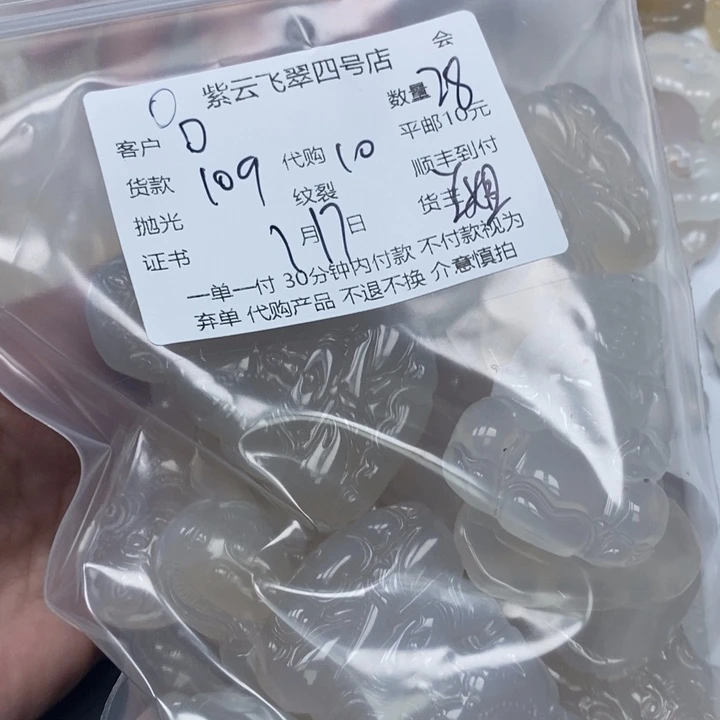 紫云飞翠四号店 会
客户 D 数量 28
货款 109 代购 10 平邮10元
抛光 纹裂 顺丰到付
证书 7月17日 货主
一单一付 30分钟内付款 不付款视为
弃单 代购产品 不退不换 介意慎拍